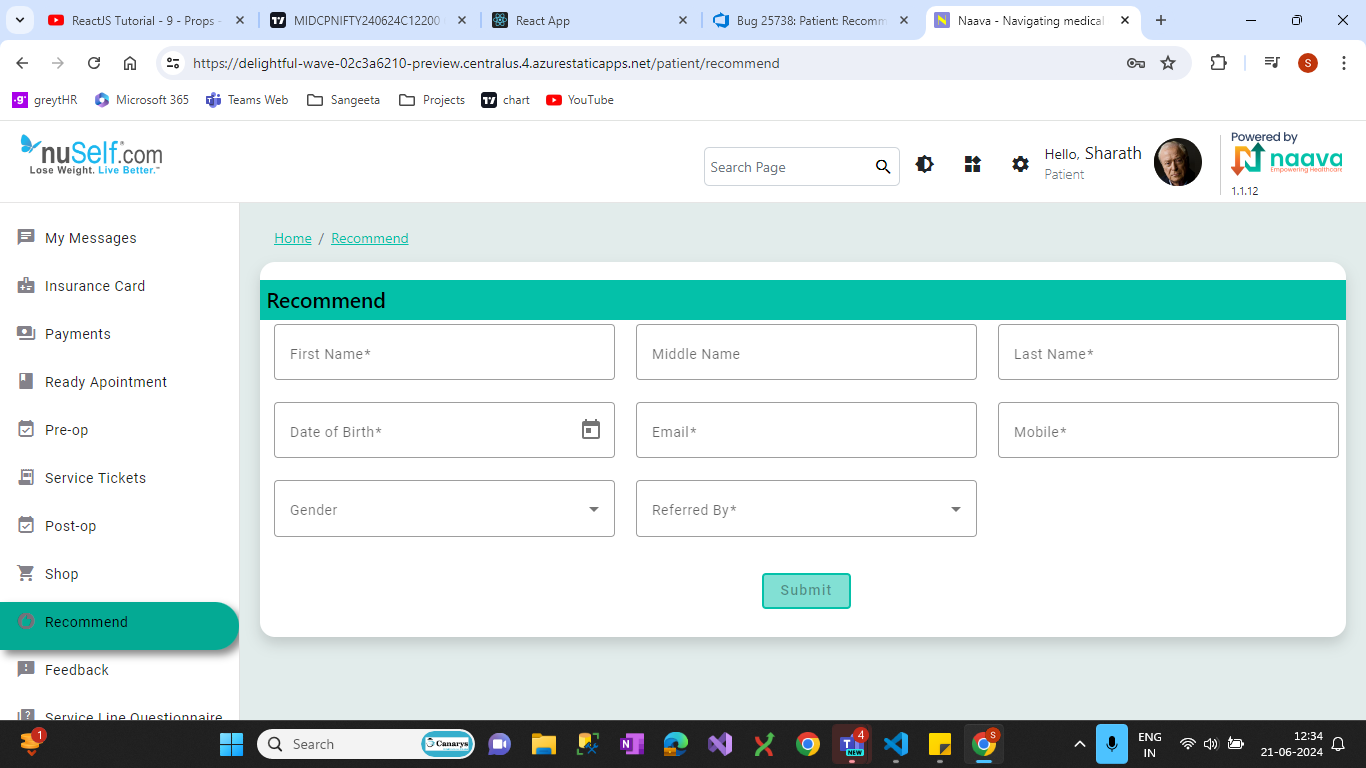 ReactJS Tutorial - 9 - Props -
MIDCPNIFTY240624C12200
React App
Bug 25738: Patient: Recomm
Naava - Navigating medical
https://delightful-wave-02c3a6210-preview.centralus.4.azurestaticapps.net/patient/recommend
S
greytHR
Microsoft 365
Teams Web
Sangeeta
Projects
chart
YouTube
nuSelf.com
Lose Weight. Live Better.
Search Page
Hello, Sharath
Patient
Powered by
naava
Empowering Healthcare
1.1.12
My Messages
Insurance Card
Payments
Ready Apointment
Pre-op
Service Tickets
Post-op
Shop
Recommend
Feedback
Service Line Questionnaire
Home / Recommend
Recommend
First Name*
Middle Name
Last Name*
Date of Birth*
Email*
Mobile*
Gender
Referred By*
Submit
1
Search
Canarys
4
NEW
S
ENG
IN
12:34
21-06-2024